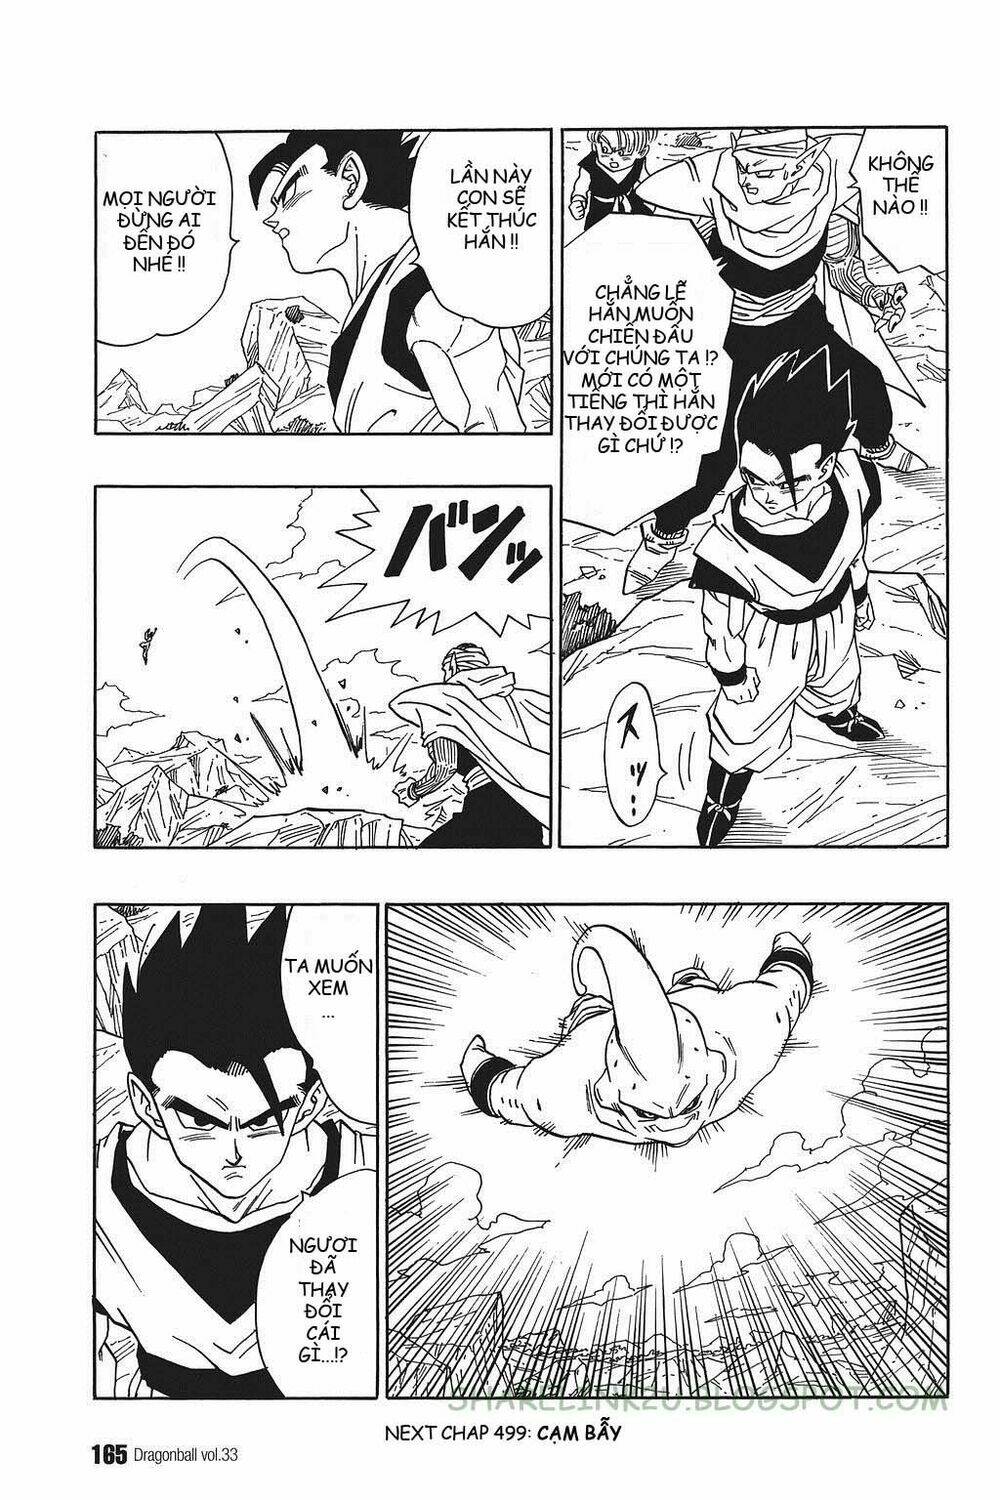 KHÔNG
THỂ
NÀO !!
CHẲNG LẼ
HẮN MUỐN
CHIẾN ĐẤU
VỚI CHÚNG TA !?
MỚI CÓ MỘT
TIẾNG THÌ HẮN
THAY ĐỔI ĐƯỢC
GÌ CHỨ !?
スッ…
LẦN NÀY
CON SẼ
KẾT THÚC
HẮN !!
MỌI NGƯỜI
ĐỪNG AI
ĐẾN ĐÓ
NHÉ !!
バンッ
TA MUỐN
XEM
...
NGƯƠI
ĐÃ
THAY
ĐỔI
CÁI
GÌ...!?
SHARELINK2U.BLOGSPOT.COM
NEXT CHAP 499: CẠM BẪY
165 Dragonball vol.33